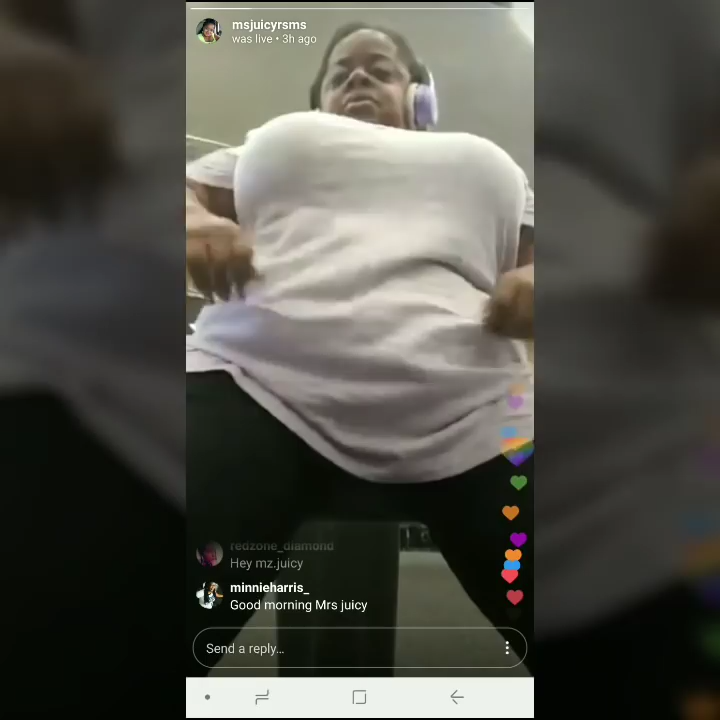 msjuicyrsms
was live • 3h ago
redzone_diamond
Hey mz.juicy
minnieharris_
Good morning Mrs juicy
Send a reply...